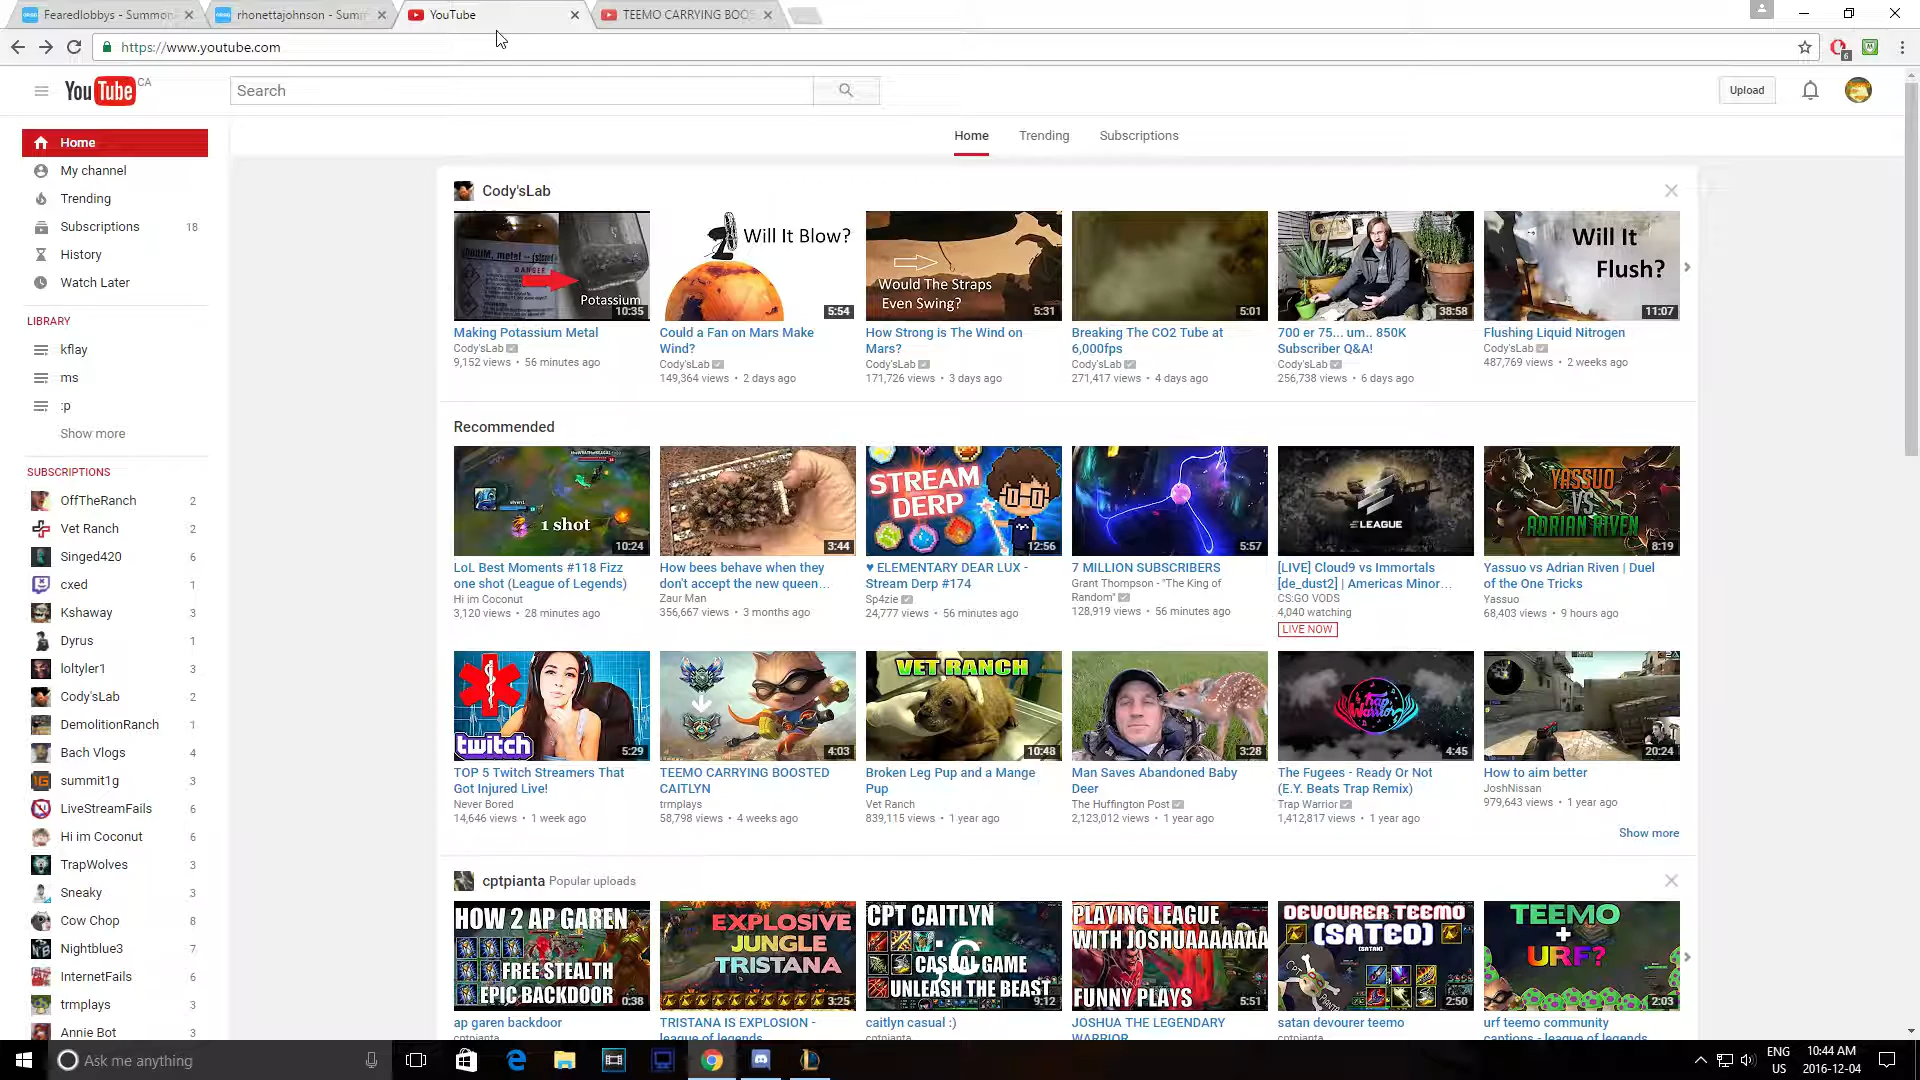 Fearedlobbys - Summon
rhonettajohnson - Summ
YouTube
TEEMO CARRYING BOOS
https://www.youtube.com
6
YouTube CA
Search
Upload
Home
Trending
Subscriptions
Home
My channel
Trending
Subscriptions 18
History
Watch Later
LIBRARY
kflay
ms
:p
Show more
SUBSCRIPTIONS
OffTheRanch 2
Vet Ranch 2
Singed420 6
cxed 1
Kshaway 3
Dyrus 1
loltyler1 3
Cody'sLab 2
DemolitionRanch 1
Bach Vlogs 4
summit1g 3
LiveStreamFails 6
Hi im Coconut 6
TrapWolves 3
Sneaky 3
Cow Chop 8
Nightblue3 7
InternetFails 6
trmplays 3
Annie Bot 3
Cody'sLab
DANGER
Potassium
10:35
Making Potassium Metal
Cody'sLab
9,152 views • 56 minutes ago
Will It Blow?
5:54
Could a Fan on Mars Make
Wind?
Cody'sLab
149,364 views • 2 days ago
Would The Straps
Even Swing?
5:31
How Strong is The Wind on
Mars?
Cody'sLab
171,726 views • 3 days ago
5:01
Breaking The CO2 Tube at
6,000fps
Cody'sLab
271,417 views • 4 days ago
38:58
700 er 75... um.. 850K
Subscriber Q&A!
Cody'sLab
256,738 views • 6 days ago
Will It
Flush?
11:07
Flushing Liquid Nitrogen
Cody'sLab
487,769 views • 2 weeks ago
Recommended
1 shot
10:24
LoL Best Moments #118 Fizz
one shot (League of Legends)
Hi im Coconut
3,120 views • 28 minutes ago
3:44
How bees behave when they
don't accept the new queen...
Zaur Man
356,667 views • 3 months ago
STREAM
DERP
12:56
♥ ELEMENTARY DEAR LUX -
Stream Derp #174
Sp4zie
24,777 views • 56 minutes ago
5:57
7 MILLION SUBSCRIBERS
Grant Thompson - "The King of
Random"
128,919 views • 56 minutes ago
ELEAGUE
[LIVE] Cloud9 vs Immortals
[de_dust2] | Americas Minor...
CS:GO VODS
4,040 watching
LIVE NOW
YASSUO
VS
ADRIAN RIVEN
8:19
Yassuo vs Adrian Riven | Duel
of the One Tricks
Yassuo
68,403 views • 9 hours ago
twitch
5:29
TOP 5 Twitch Streamers That
Got Injured Live!
Never Bored
14,646 views • 1 week ago
4:03
TEEMO CARRYING BOOSTED
CAITLYN
trmplays
58,798 views • 4 weeks ago
VET RANCH
10:48
Broken Leg Pup and a Mange
Pup
Vet Ranch
839,115 views • 1 year ago
3:28
Man Saves Abandoned Baby
Deer
The Huffington Post
2,123,012 views • 1 year ago
Trap
Warrior
4:45
The Fugees - Ready Or Not
(E.Y. Beats Trap Remix)
Trap Warrior
1,412,817 views • 1 year ago
20:24
How to aim better
JoshNissan
979,643 views • 1 year ago
Show more
cptpianta Popular uploads
HOW 2 AP GAREN
FREE STEALTH
EPIC BACKDOOR
0:38
ap garen backdoor
cptpianta
EXPLOSIVE
JUNGLE
TRISTANA
3:25
TRISTANA IS EXPLOSION -
league of legends
CPT CAITLYN
:C
CASUAL GAME
UNLEASH THE BEAST
9:12
caitlyn casual :)
cptpianta
PLAYING LEAGUE
WITH JOSHUAAAAAAA
FUNNY PLAYS
5:51
JOSHUA THE LEGENDARY
WARRIOR
DEVOURER TEEMO
(SATED)
(SATAN)
CPT
PIANTA
2:50
satan devourer teemo
cptpianta
TEEMO
+
URF?
2:03
urf teemo community
captions - league of legends
Ask me anything
ENG
US
10:44 AM
2016-12-04